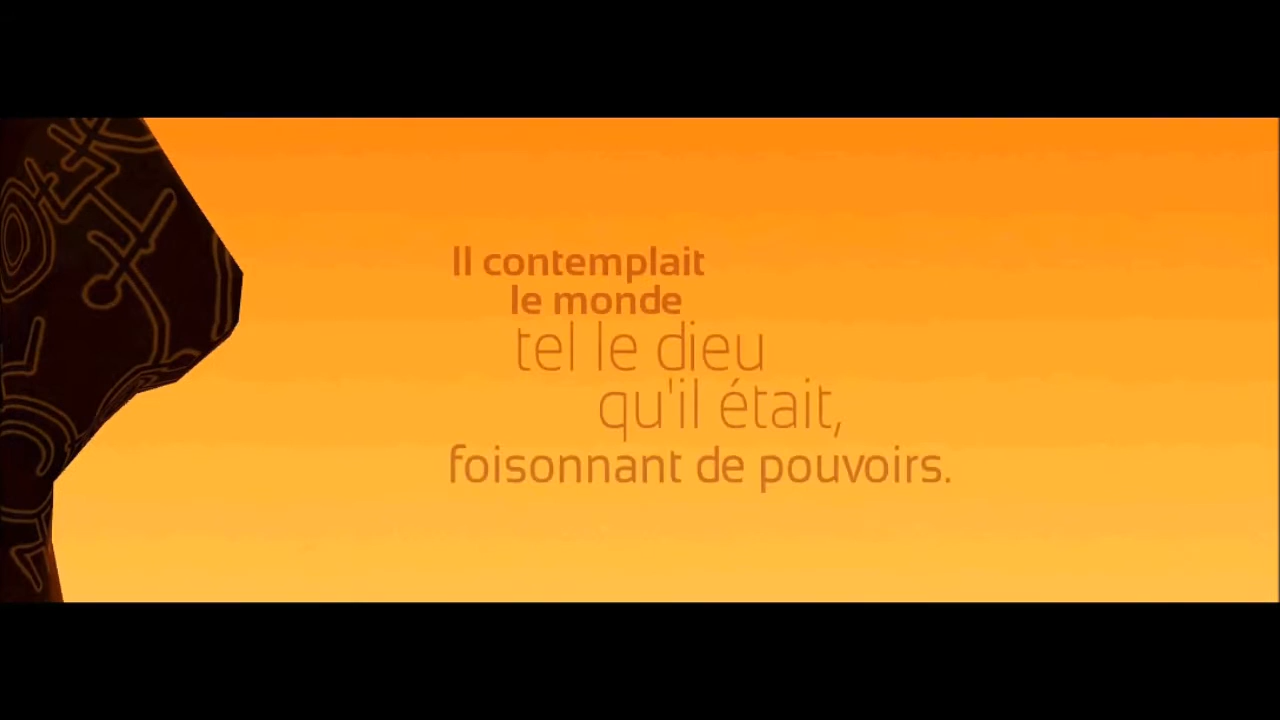 Il contemplait
le monde
tel le dieu
qu'il était,
foisonnant de pouvoirs.